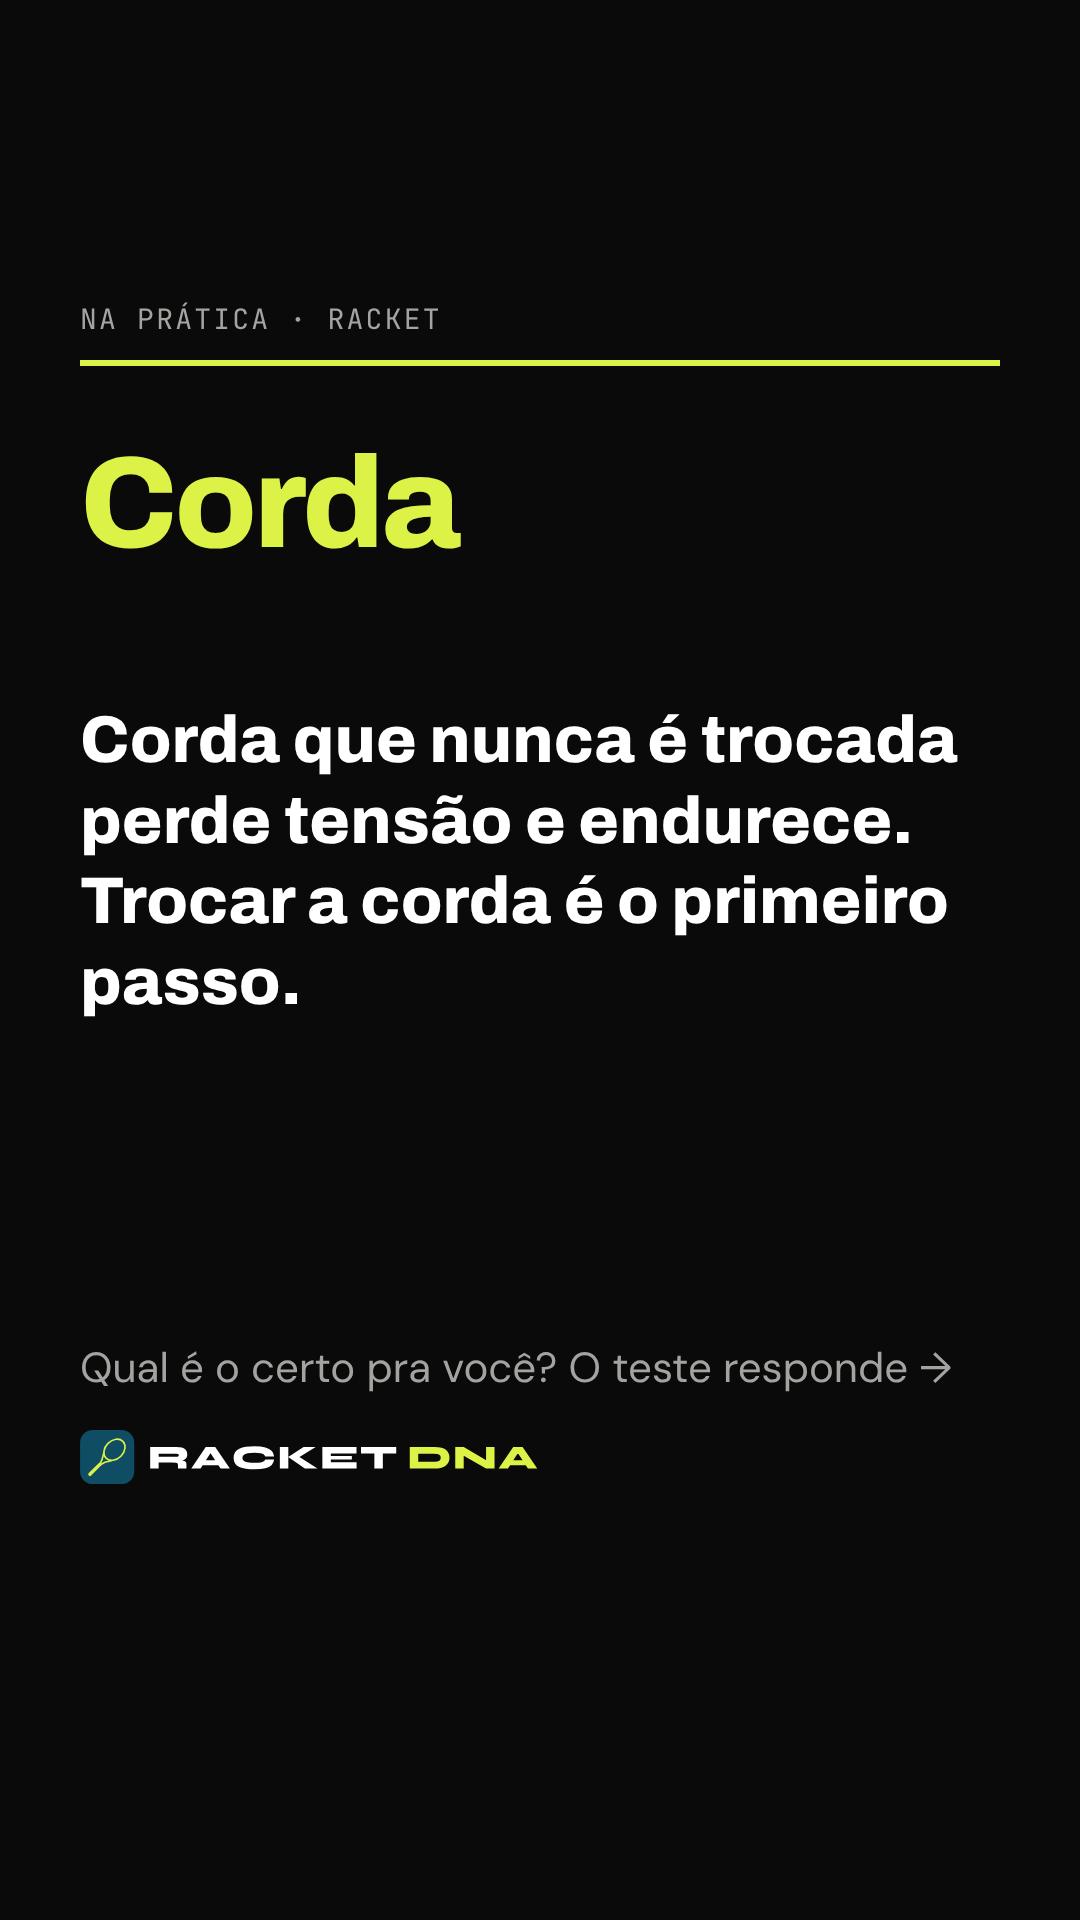 NA PRÁTICA · RACKET
Corda
Corda que nunca é trocada
perde tensão e endurece.
Trocar a corda é o primeiro
passo.
Qual é o certo pra você? O teste responde →
RACKET DNA